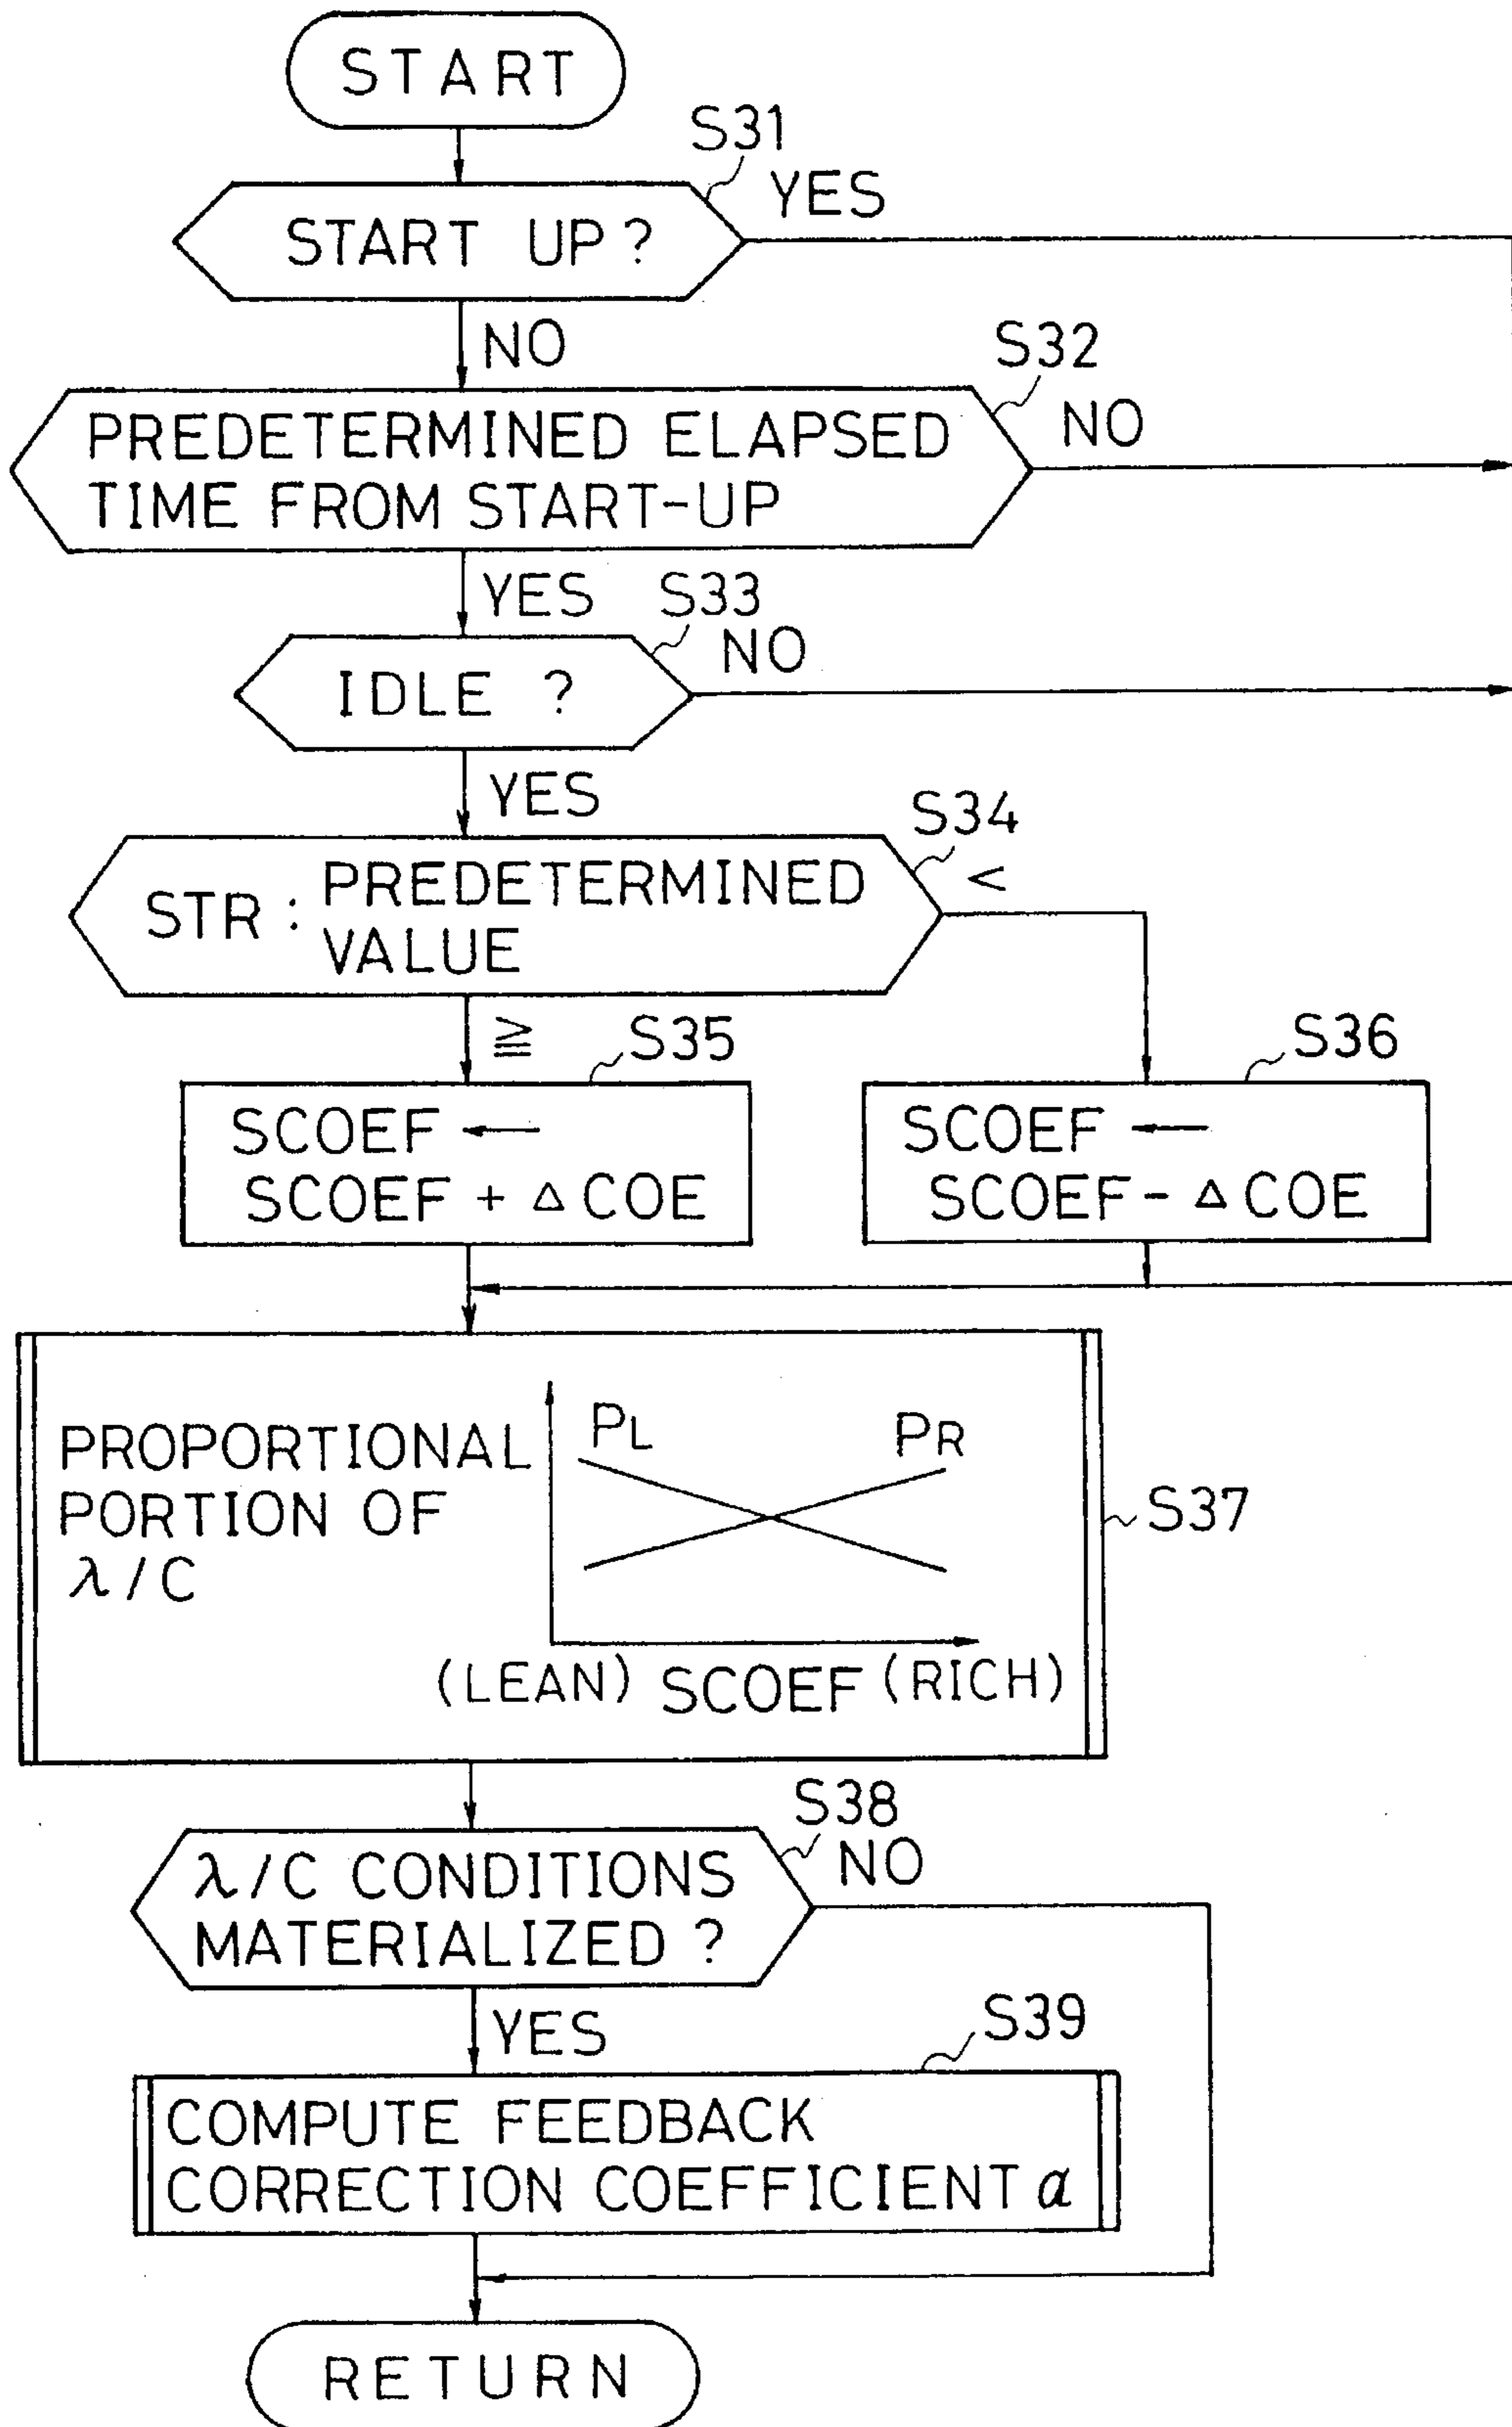 START
S31
YES
START UP?
NO
S32
PREDETERMINED ELAPSED
TIME FROM START-UP
NO
YES
S33
NO
IDLE ?
YES
S34
<
STR : PREDETERMINED
VALUE
≧
S35
S36
SCOEF ←
SCOEF + Δ COE
SCOEF ←
SCOEF - Δ COE
PROPORTIONAL
PORTION OF
λ/C
PL
PR
(LEAN) SCOEF (RICH)
S37
S38
NO
λ/C CONDITIONS
MATERIALIZED ?
YES
S39
COMPUTE FEEDBACK
CORRECTION COEFFICIENT α
RETURN